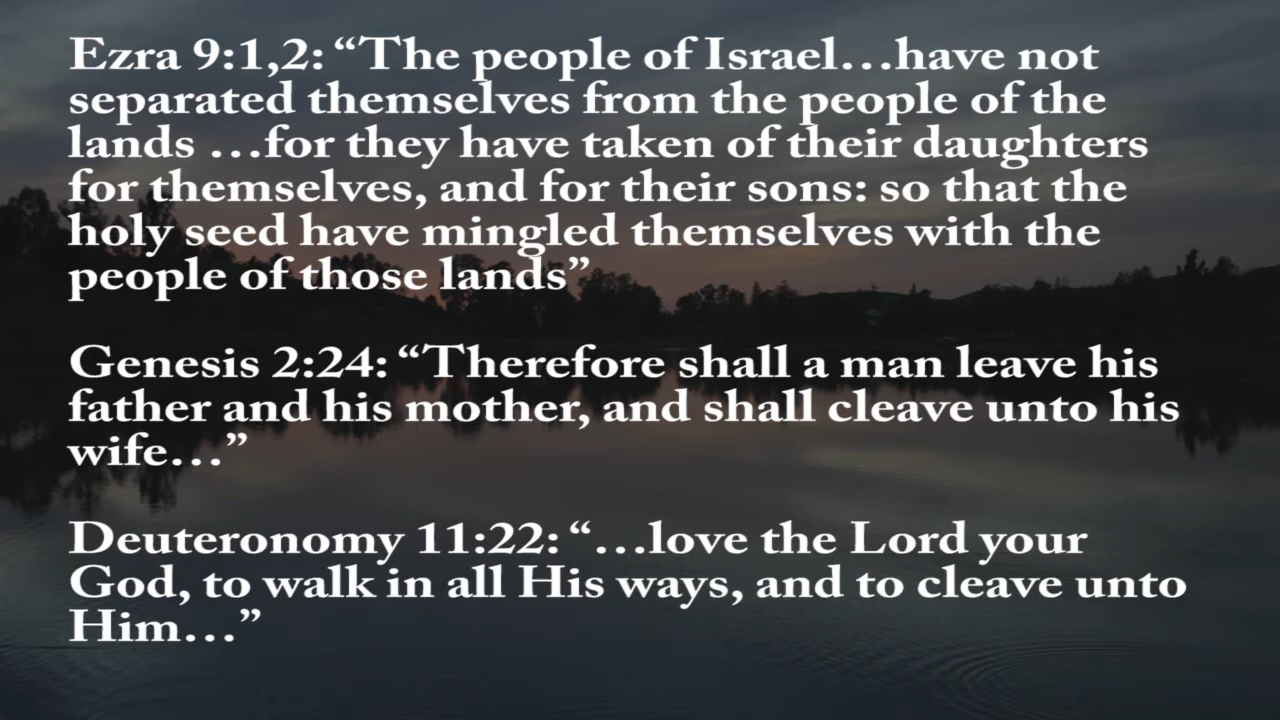 Ezra 9:1,2: “The people of Israel…have not
separated themselves from the people of the
lands …for they have taken of their daughters
for themselves, and for their sons: so that the
holy seed have mingled themselves with the
people of those lands”
Genesis 2:24: “Therefore shall a man leave his
father and his mother, and shall cleave unto his
wife…”
Deuteronomy 11:22: “…love the Lord your
God, to walk in all His ways, and to cleave unto
Him…”